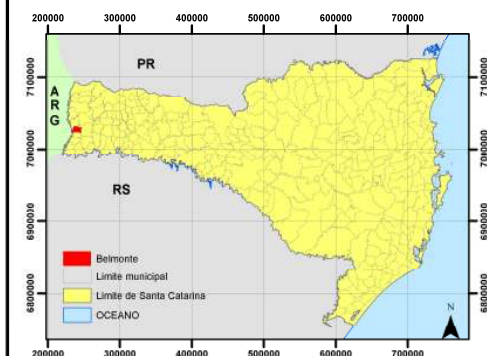 200000 300000 400000 500000 600000 700000
7100000 7100000
7000000 7000000
6900000 6900000
6800000 6800000
PR
A
R
G
RS
Belmonte
Limite municipal
Limite de Santa Catarina
OCEANO
N
200000 300000 400000 500000 600000 700000